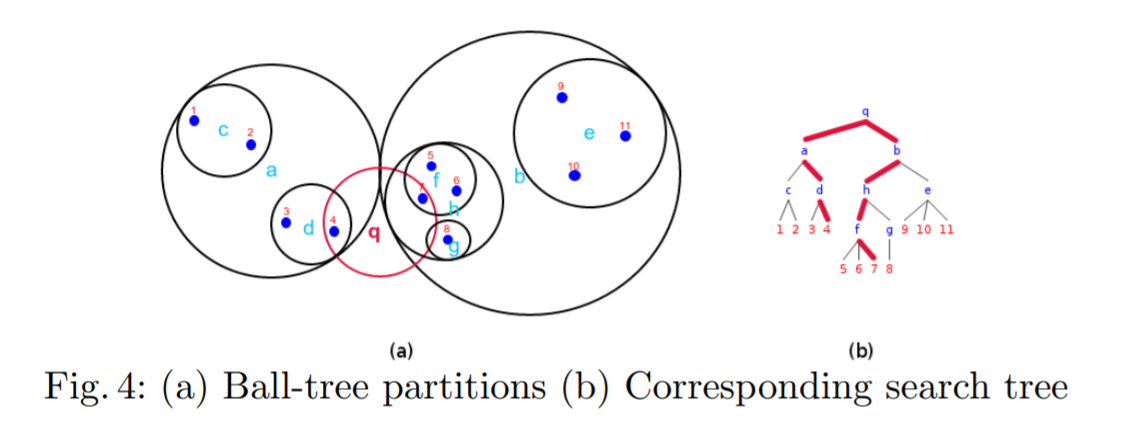 9
1
c
2
11
e
5
10
a
f
6
b
7
h
3
4
8
d
q
g
q
a
b
c
d
h
e
1 2 3 4
f
g
9 10 11
5 6 7 8
(a)
(b)
Fig. 4: (a) Ball-tree partitions (b) Corresponding search tree